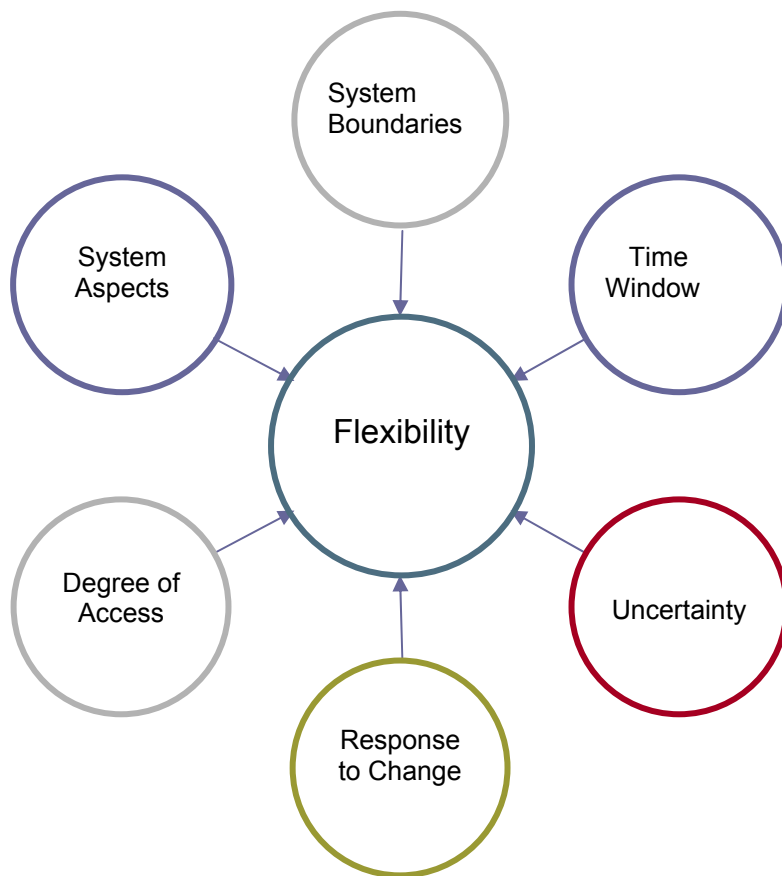 System
Boundaries
System
Aspects
Time
Window
Flexibility
Degree of
Access
Uncertainty
Response
to Change